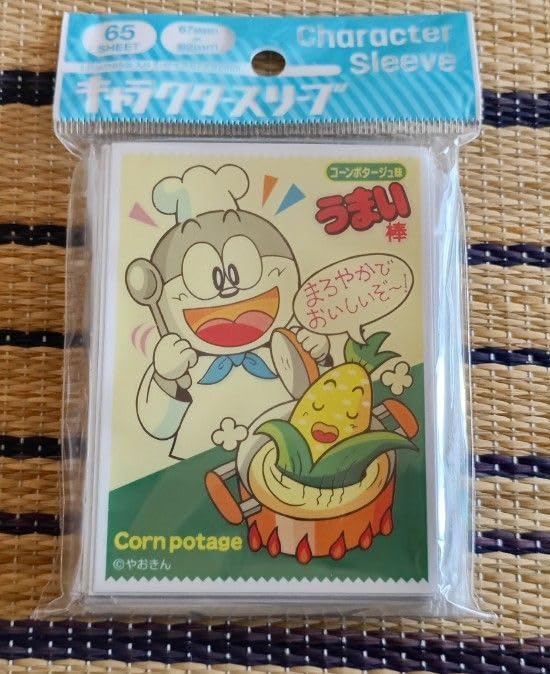 65
SHEET
67mm
×
92mm
Character
Sleeve
キャラクタースリーブ
コーンポタージュ味
うまい
棒
まろやかで
おいしいぞ〜!
Corn potage
©やおきん